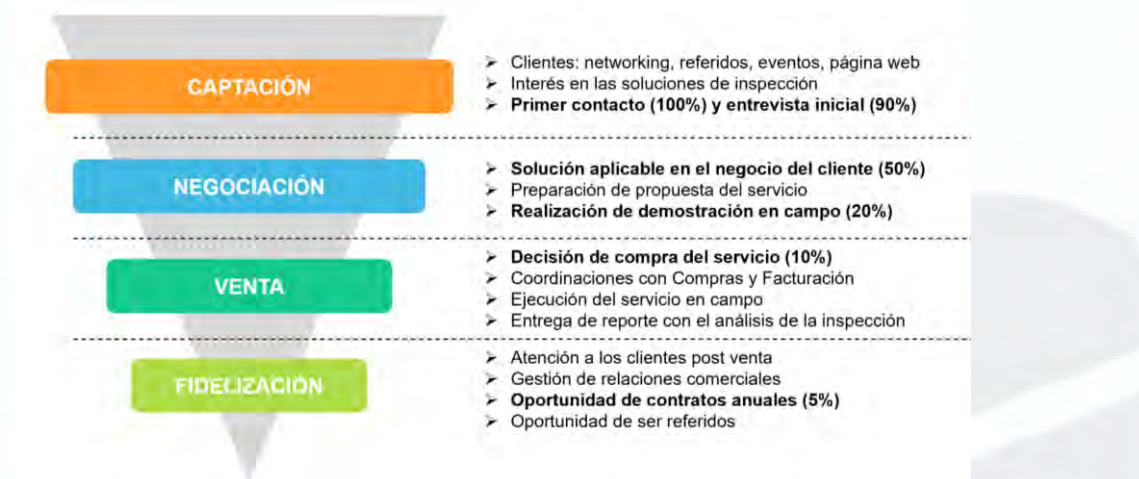 CAPTACIÓN
➢ Clientes: networking, referidos, eventos, página web
➢ Interés en las soluciones de inspección
➢ Primer contacto (100%) y entrevista inicial (90%)
NEGOCIACIÓN
➢ Solución aplicable en el negocio del cliente (50%)
➢ Preparación de propuesta del servicio
➢ Realización de demostración en campo (20%)
VENTA
➢ Decisión de compra del servicio (10%)
➢ Coordinaciones con Compras y Facturación
➢ Ejecución del servicio en campo
➢ Entrega de reporte con el análisis de la inspección
FIDELIZACIÓN
➢ Atención a los clientes post venta
➢ Gestión de relaciones comerciales
➢ Oportunidad de contratos anuales (5%)
➢ Oportunidad de ser referidos